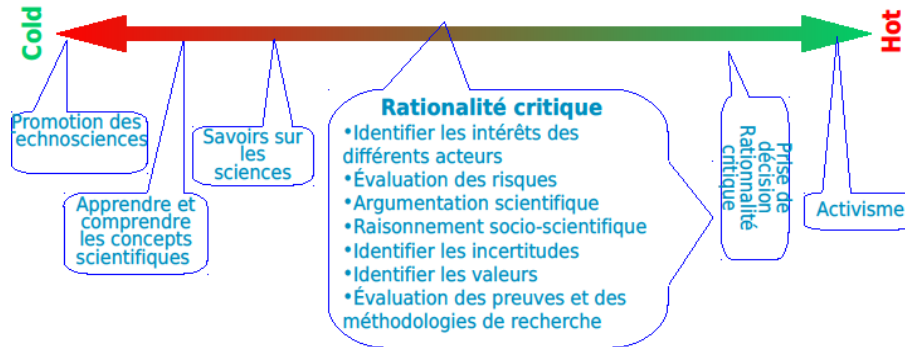 Cold
Hot
Promotion des
echnosciences
Apprendre et
comprendre
les concepts
scientifiques
Savoirs sur
les
sciences
Rationalité critique
•Identifier les intérêts des
différents acteurs
•Évaluation des risques
•Argumentation scientifique
•Raisonnement socio-scientifique
•Identifier les incertitudes
•Identifier les valeurs
•Évaluation des preuves et des
méthodologies de recherche
Prise de
décision
Rationnalité
critique
Activisme